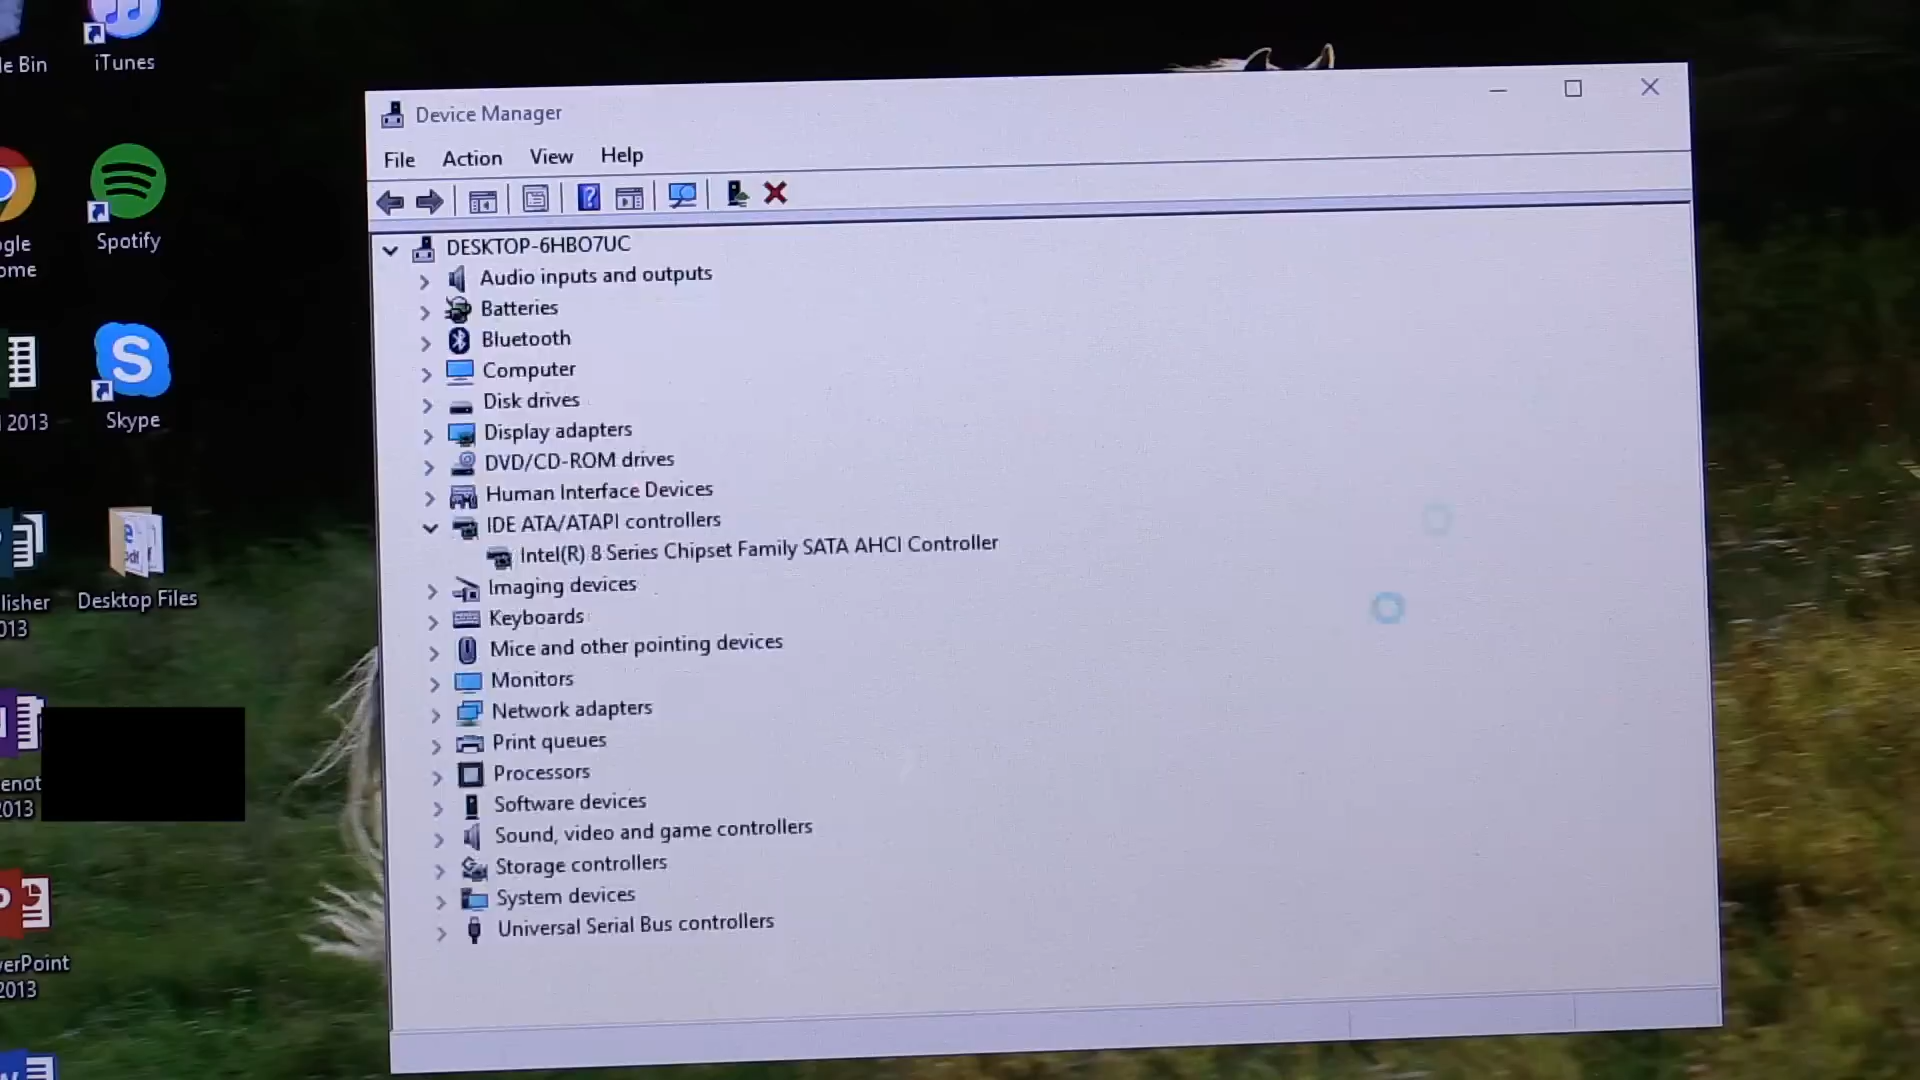 le Bin
iTunes
gle
ome
Spotify
2013
Skype
lisher
013
Desktop Files
enot
2013
verPoint
2013
Device Manager
File Action View Help
DESKTOP-6HBO7UC
Audio inputs and outputs
Batteries
Bluetooth
Computer
Disk drives
Display adapters
DVD/CD-ROM drives
Human Interface Devices
IDE ATA/ATAPI controllers
Intel(R) 8 Series Chipset Family SATA AHCI Controller
Imaging devices
Keyboards
Mice and other pointing devices
Monitors
Network adapters
Print queues
Processors
Software devices
Sound, video and game controllers
Storage controllers
System devices
Universal Serial Bus controllers